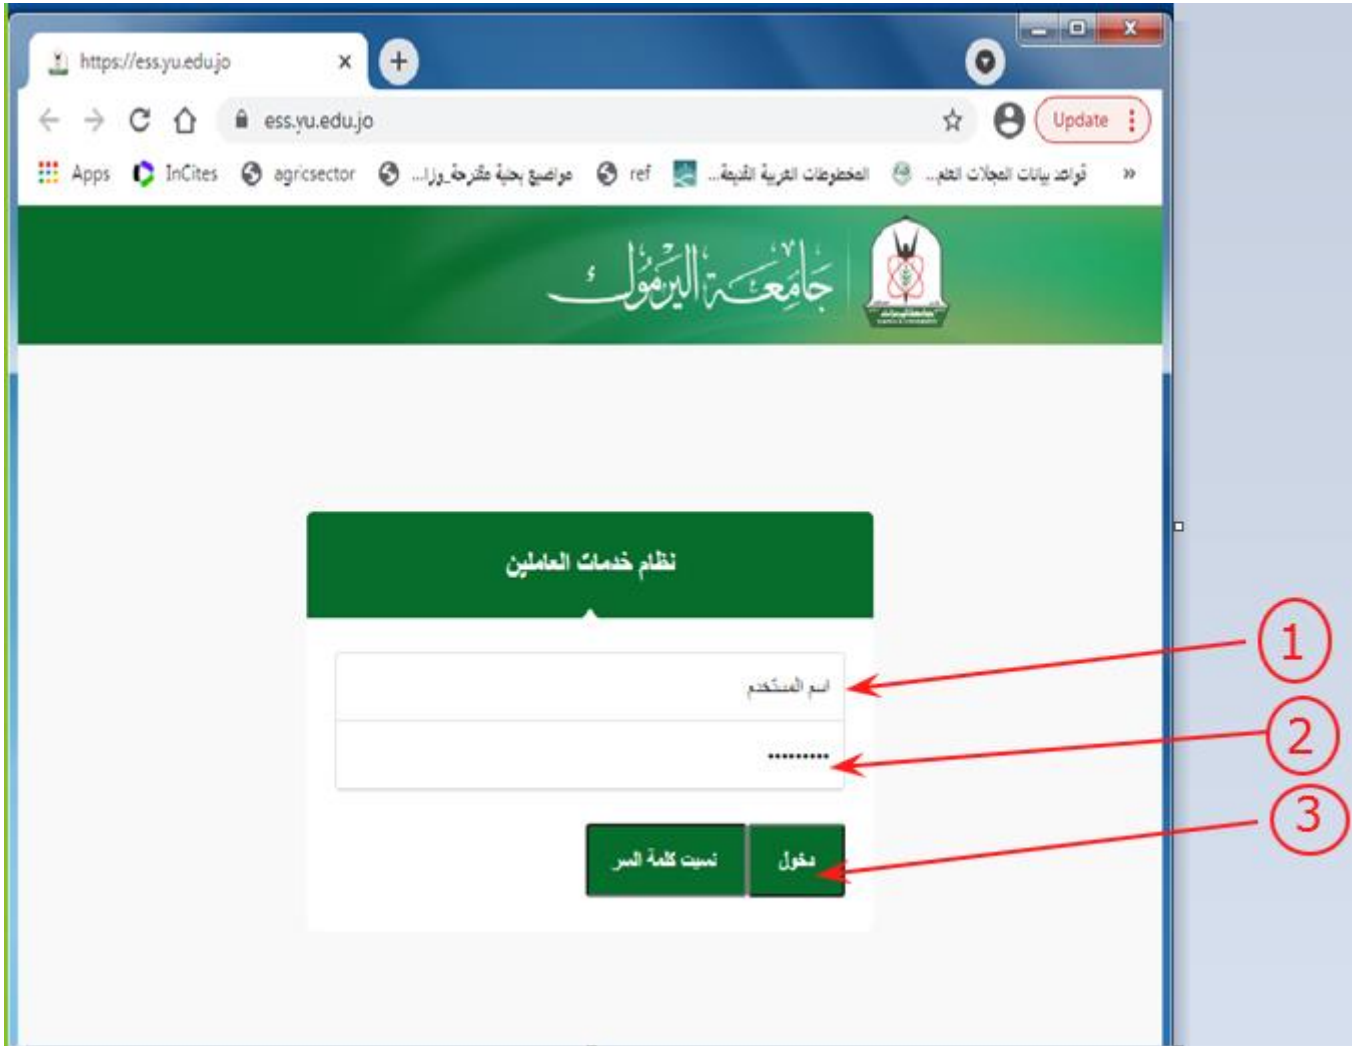 https://ess.yu.edu.jo
ess.yu.edu.jo
Update
Apps InCites agricsector مواضيع بحثية مقترحة_وزا... ref المخطوطات العربية القديمة... قواعد بيانات المجلات العلم... »
جامعة اليرموك
نظام خدمات العاملين
1
اسم المستخدم
2
•••••••••
3
دخول نسيت كلمة السر